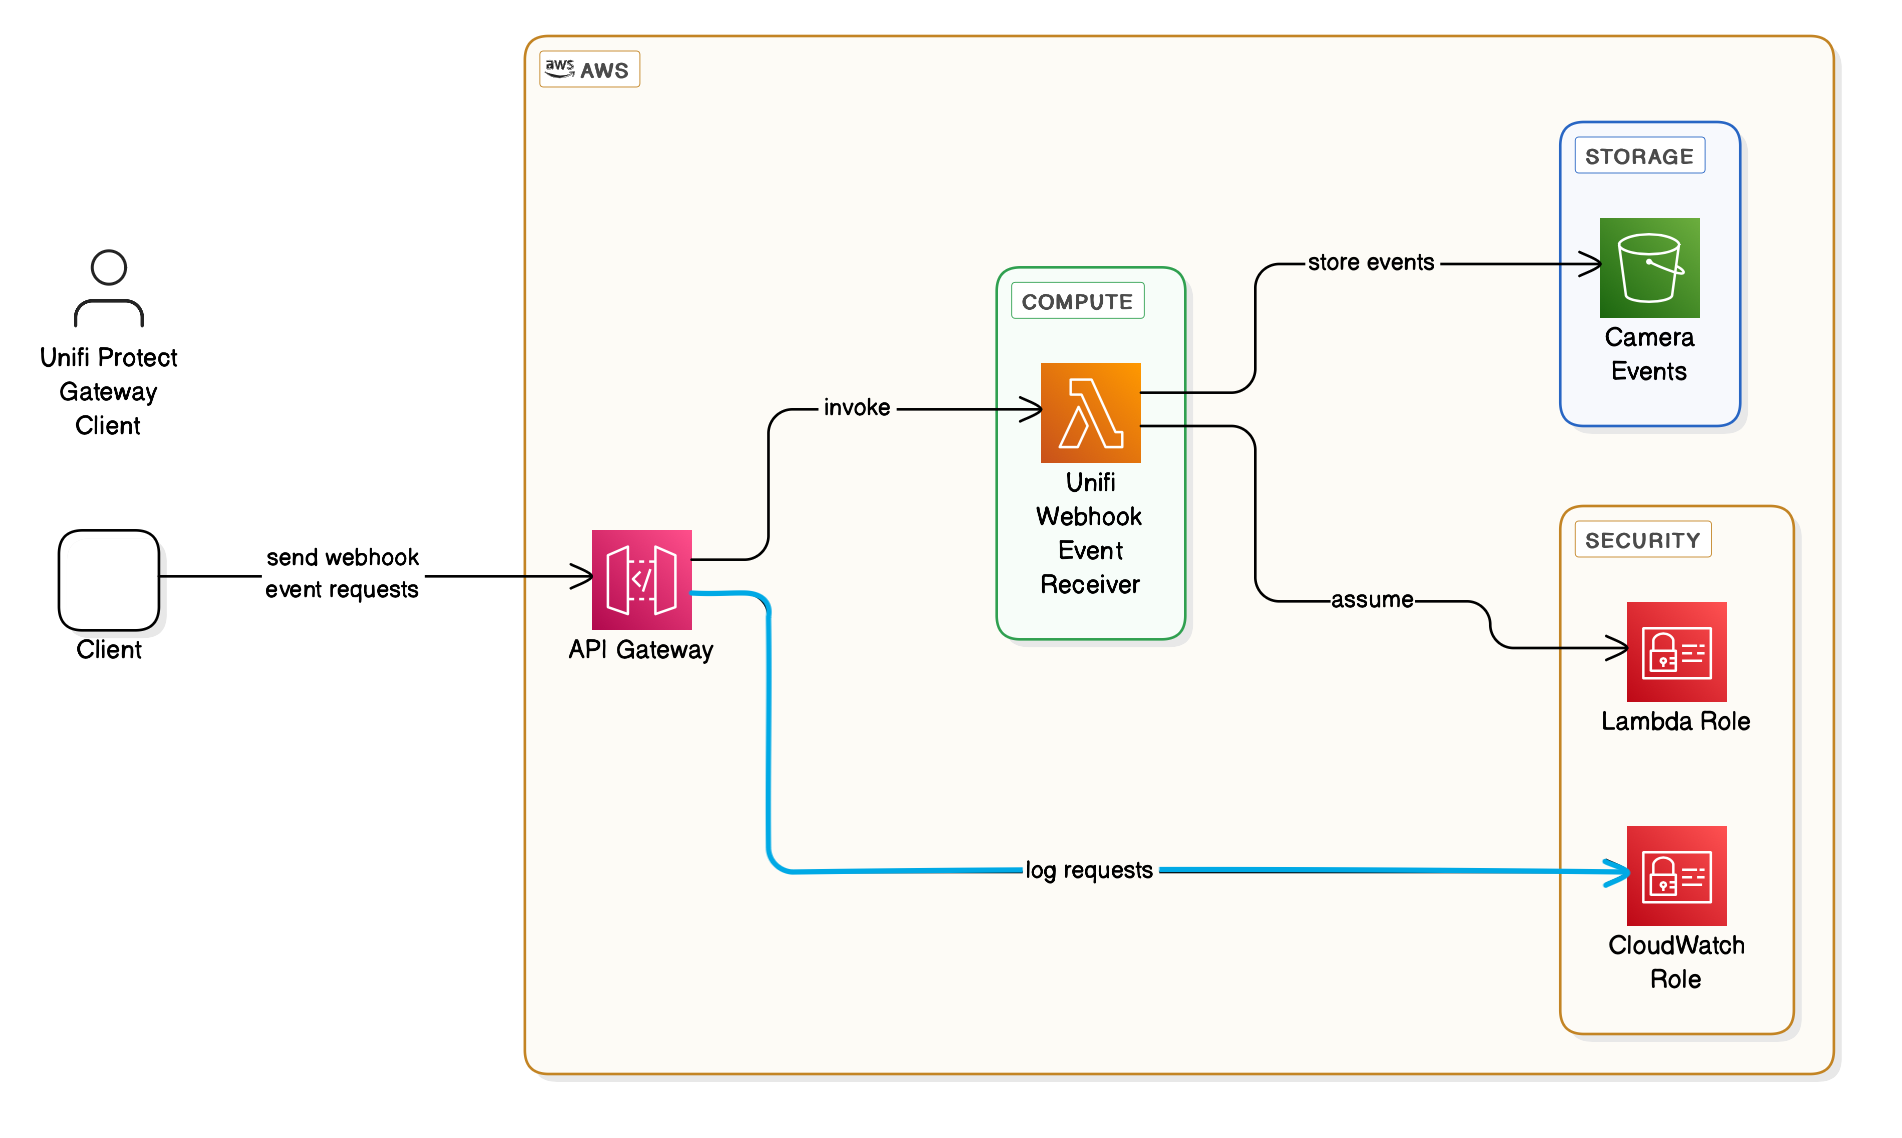 aws AWS
STORAGE
store events
Camera
Events
COMPUTE
Unifi Protect
Gateway
Client
invoke
Unifi
Webhook
Event
Receiver
send webhook
event requests
Client
API Gateway
SECURITY
assume
Lambda Role
log requests
CloudWatch
Role